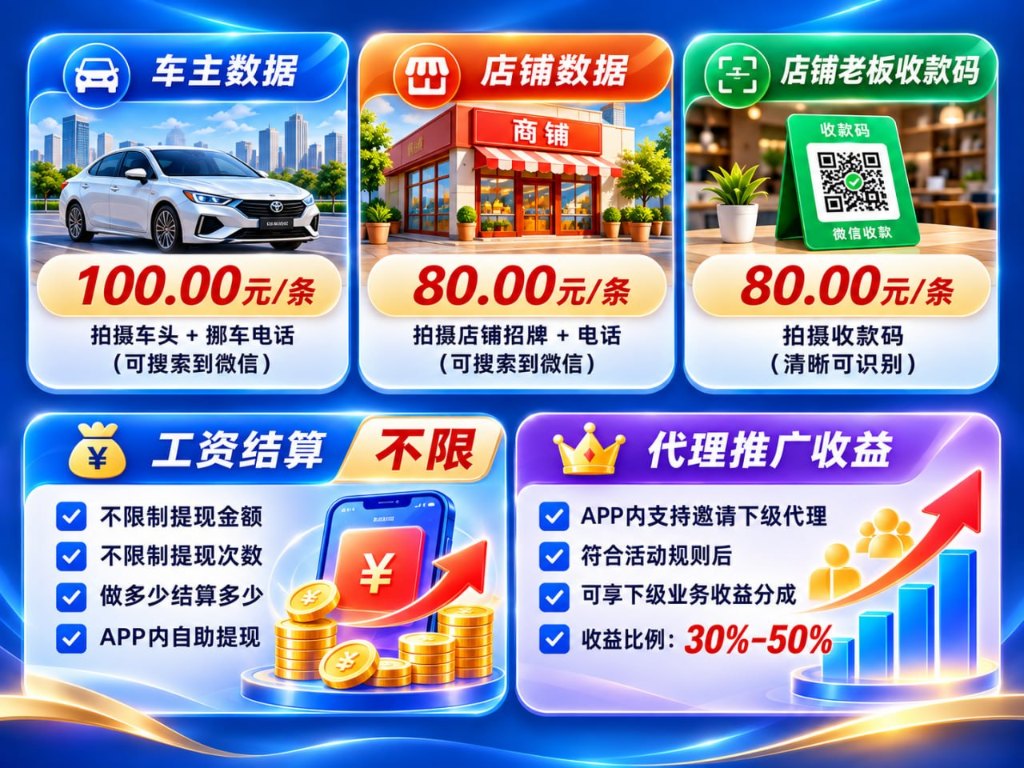 车主数据
100.00元/条
拍摄车头 + 挪车电话
(可搜索到微信)
店铺数据
商铺
80.00元/条
拍摄店铺招牌 + 电话
(可搜索到微信)
店铺老板收款码
收款码
微信收款
80.00元/条
拍摄收款码
(清晰可识别)
工资结算 不限
不限制提现金额
不限制提现次数
做多少结算多少
APP内自助提现
¥
¥
代理推广收益
APP内支持邀请下级代理
符合活动规则后
可享下级业务收益分成
收益比例：30%-50%